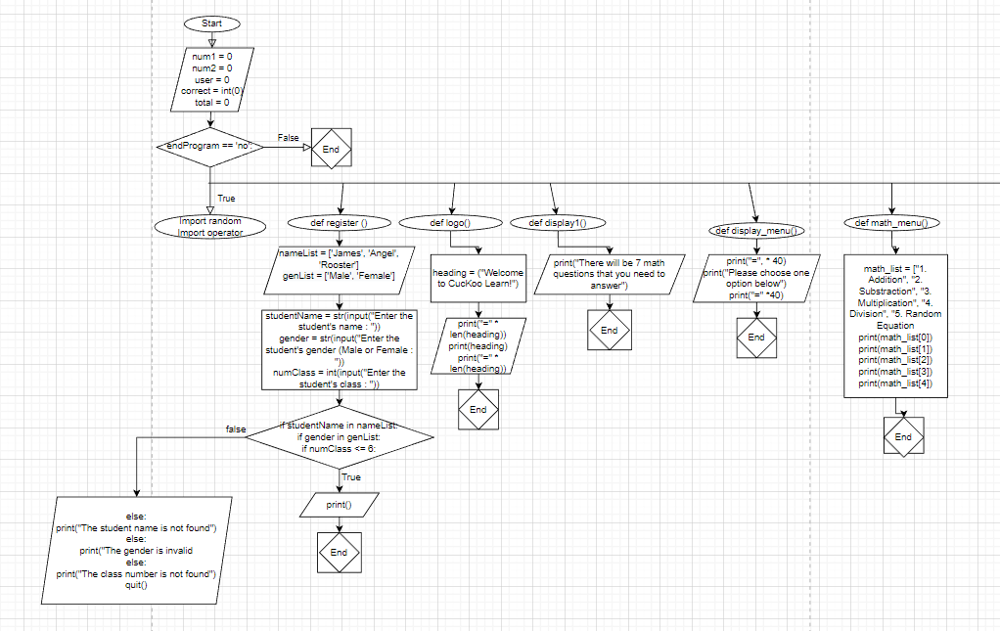 Start
num1 = 0
num2 = 0
user = 0
correct = int(0)
total = 0
endProgram == 'no':
False
End
True
Import random
Import operator
def register ()
nameList = ['James', 'Angel',
'Rooster']
genList = ['Male', 'Female']
studentName = str(input("Enter the
student's name : "))
gender = str(input("Enter the
student's gender (Male or Female :
"))
numClass = int(input("Enter the
student's class : "))
if studentName in nameList:
if gender in genList:
if numClass <= 6:
false
else:
print("The student name is not found")
else:
print("The gender is invalid
else:
print("The class number is not found")
quit()
True
print()
End
def logo()
heading = ("Welcome
to CucKoo Learn!")
print("=" *
len(heading))
print(heading)
print("=" *
len(heading))
End
def display1()
print("There will be 7 math
questions that you need to
answer")
End
def display_menu()
print("=", * 40)
print("Please choose one
option below")
print("=" *40)
End
def math_menu()
math_list = ["1.
Addition", "2.
Substraction", "3.
Multiplication", "4.
Division", "5. Random
Equation
print(math_list[0])
print(math_list[1])
print(math_list[2])
print(math_list[3])
print(math_list[4])
End